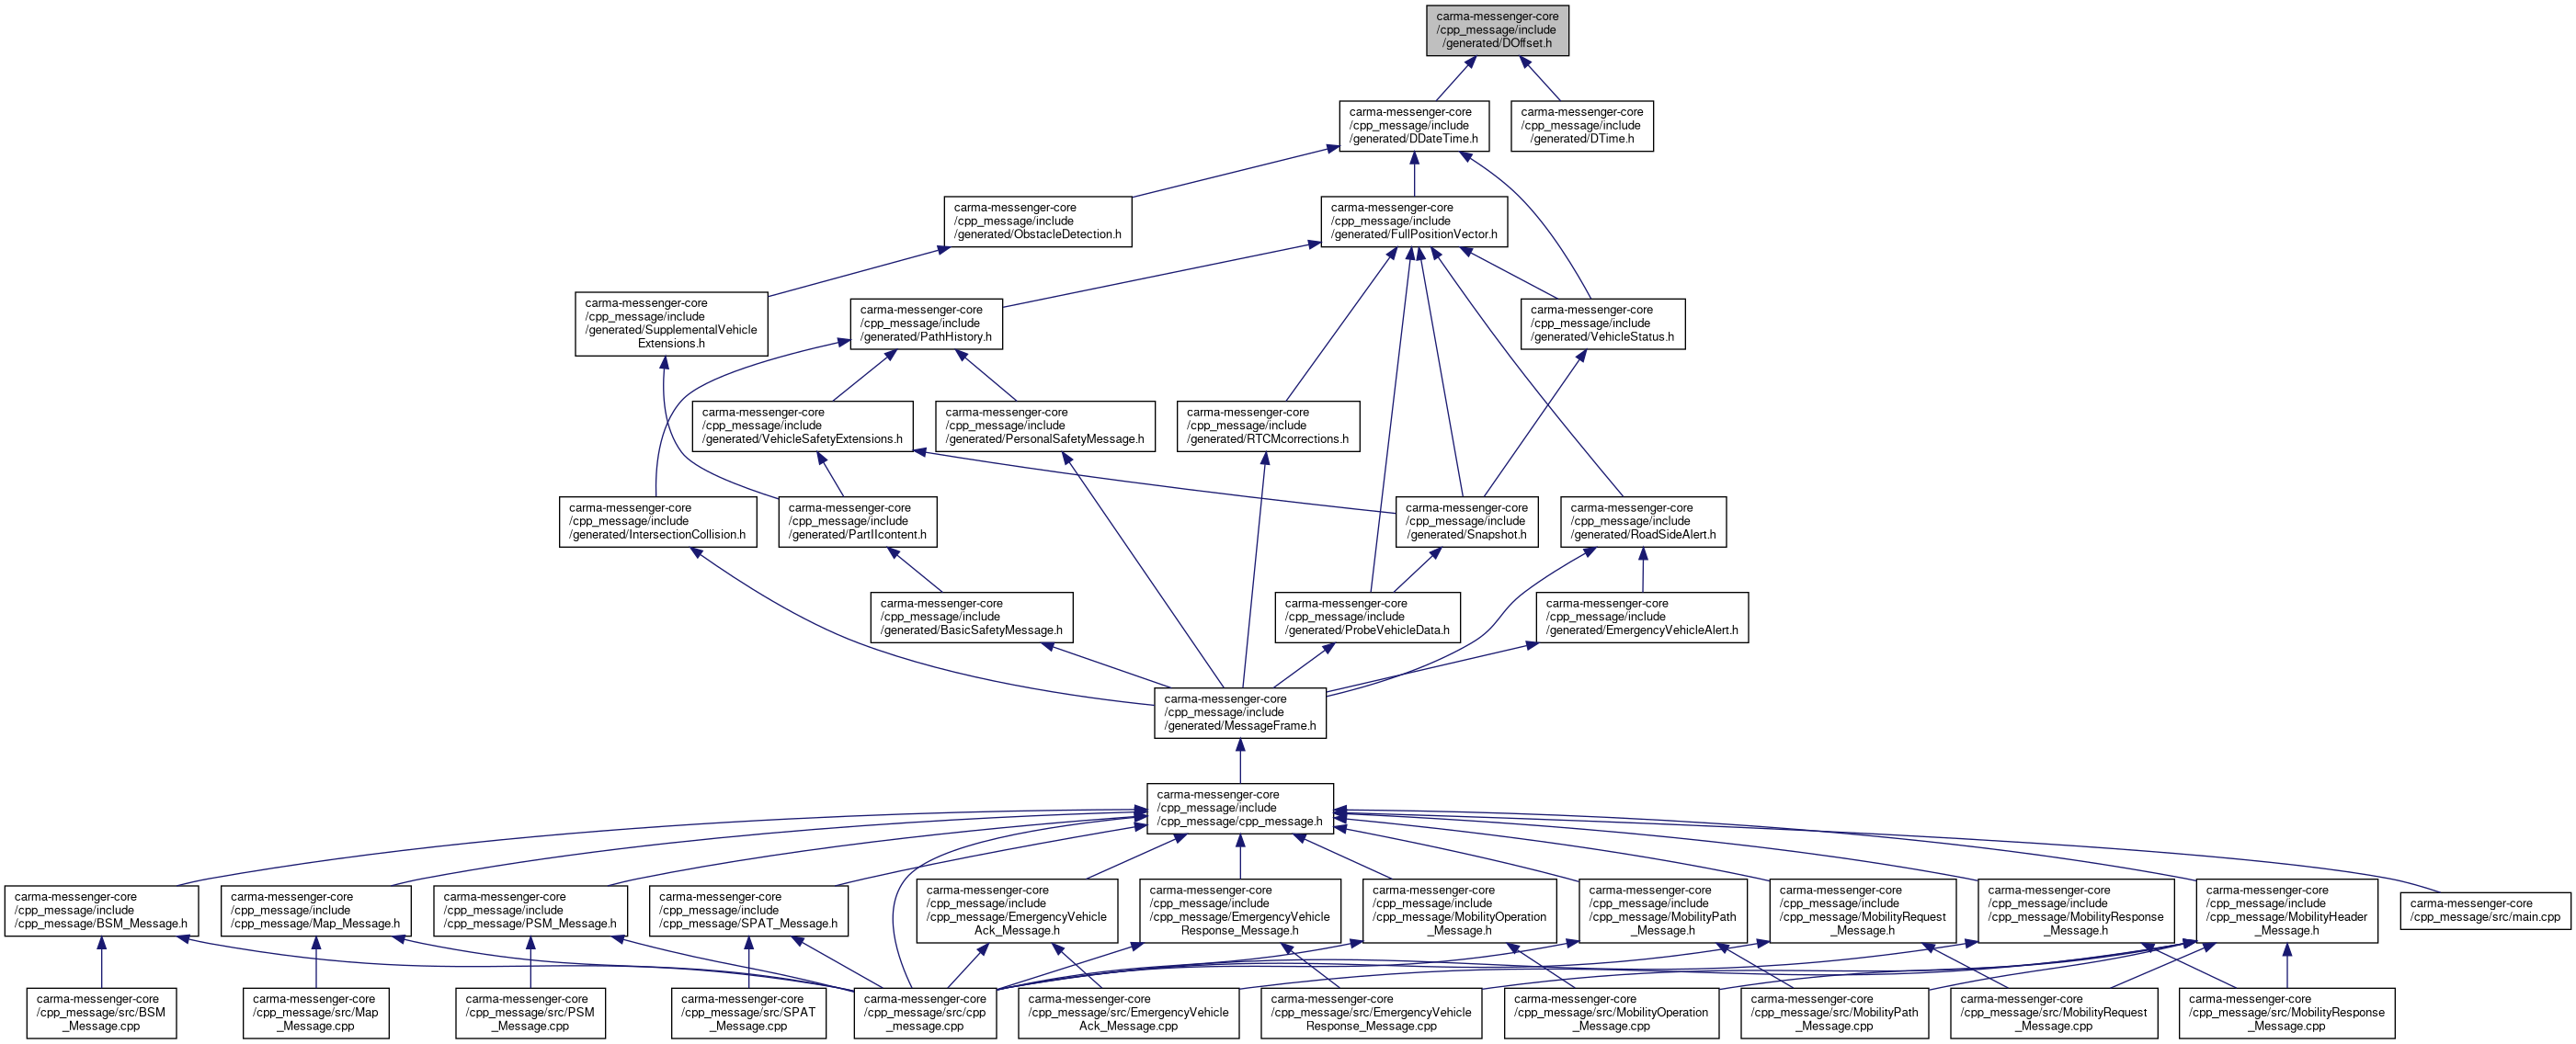 carma-messenger-core
/cpp_message/include
/generated/DOffset.h
carma-messenger-core
/cpp_message/include
/generated/DDateTime.h
carma-messenger-core
/cpp_message/include
/generated/DTime.h
carma-messenger-core
/cpp_message/include
/generated/ObstacleDetection.h
carma-messenger-core
/cpp_message/include
/generated/FullPositionVector.h
carma-messenger-core
/cpp_message/include
/generated/SupplementalVehicle
Extensions.h
carma-messenger-core
/cpp_message/include
/generated/PathHistory.h
carma-messenger-core
/cpp_message/include
/generated/VehicleStatus.h
carma-messenger-core
/cpp_message/include
/generated/VehicleSafetyExtensions.h
carma-messenger-core
/cpp_message/include
/generated/PersonalSafetyMessage.h
carma-messenger-core
/cpp_message/include
/generated/RTCMcorrections.h
carma-messenger-core
/cpp_message/include
/generated/IntersectionCollision.h
carma-messenger-core
/cpp_message/include
/generated/PartIIcontent.h
carma-messenger-core
/cpp_message/include
/generated/Snapshot.h
carma-messenger-core
/cpp_message/include
/generated/RoadSideAlert.h
carma-messenger-core
/cpp_message/include
/generated/BasicSafetyMessage.h
carma-messenger-core
/cpp_message/include
/generated/ProbeVehicleData.h
carma-messenger-core
/cpp_message/include
/generated/EmergencyVehicleAlert.h
carma-messenger-core
/cpp_message/include
/generated/MessageFrame.h
carma-messenger-core
/cpp_message/include
/cpp_message/cpp_message.h
carma-messenger-core
/cpp_message/include
/cpp_message/BSM_Message.h
carma-messenger-core
/cpp_message/include
/cpp_message/Map_Message.h
carma-messenger-core
/cpp_message/include
/cpp_message/PSM_Message.h
carma-messenger-core
/cpp_message/include
/cpp_message/SPAT_Message.h
carma-messenger-core
/cpp_message/include
/cpp_message/EmergencyVehicle
Ack_Message.h
carma-messenger-core
/cpp_message/include
/cpp_message/EmergencyVehicle
Response_Message.h
carma-messenger-core
/cpp_message/include
/cpp_message/MobilityOperation
_Message.h
carma-messenger-core
/cpp_message/include
/cpp_message/MobilityPath
_Message.h
carma-messenger-core
/cpp_message/include
/cpp_message/MobilityRequest
_Message.h
carma-messenger-core
/cpp_message/include
/cpp_message/MobilityResponse
_Message.h
carma-messenger-core
/cpp_message/include
/cpp_message/MobilityHeader
_Message.h
carma-messenger-core
/cpp_message/src/main.cpp
carma-messenger-core
/cpp_message/src/BSM
_Message.cpp
carma-messenger-core
/cpp_message/src/Map
_Message.cpp
carma-messenger-core
/cpp_message/src/PSM
_Message.cpp
carma-messenger-core
/cpp_message/src/SPAT
_Message.cpp
carma-messenger-core
/cpp_message/src/cpp
_message.cpp
carma-messenger-core
/cpp_message/src/EmergencyVehicle
Ack_Message.cpp
carma-messenger-core
/cpp_message/src/EmergencyVehicle
Response_Message.cpp
carma-messenger-core
/cpp_message/src/MobilityOperation
_Message.cpp
carma-messenger-core
/cpp_message/src/MobilityPath
_Message.cpp
carma-messenger-core
/cpp_message/src/MobilityRequest
_Message.cpp
carma-messenger-core
/cpp_message/src/MobilityResponse
_Message.cpp